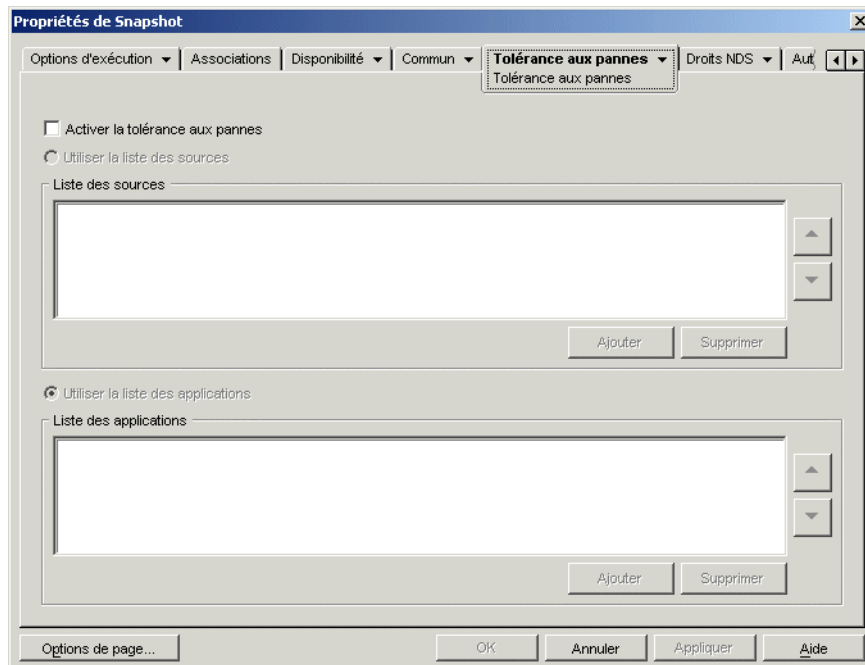 Propriétés de Snapshot
Options d'exécution Associations Disponibilité Commun Tolérance aux pannes Droits NDS Aut
Tolérance aux pannes
Activer la tolérance aux pannes
Utiliser la liste des sources
Liste des sources
Ajouter Supprimer
Utiliser la liste des applications
Liste des applications
Ajouter Supprimer
Options de page... OK Annuler Appliquer Aide